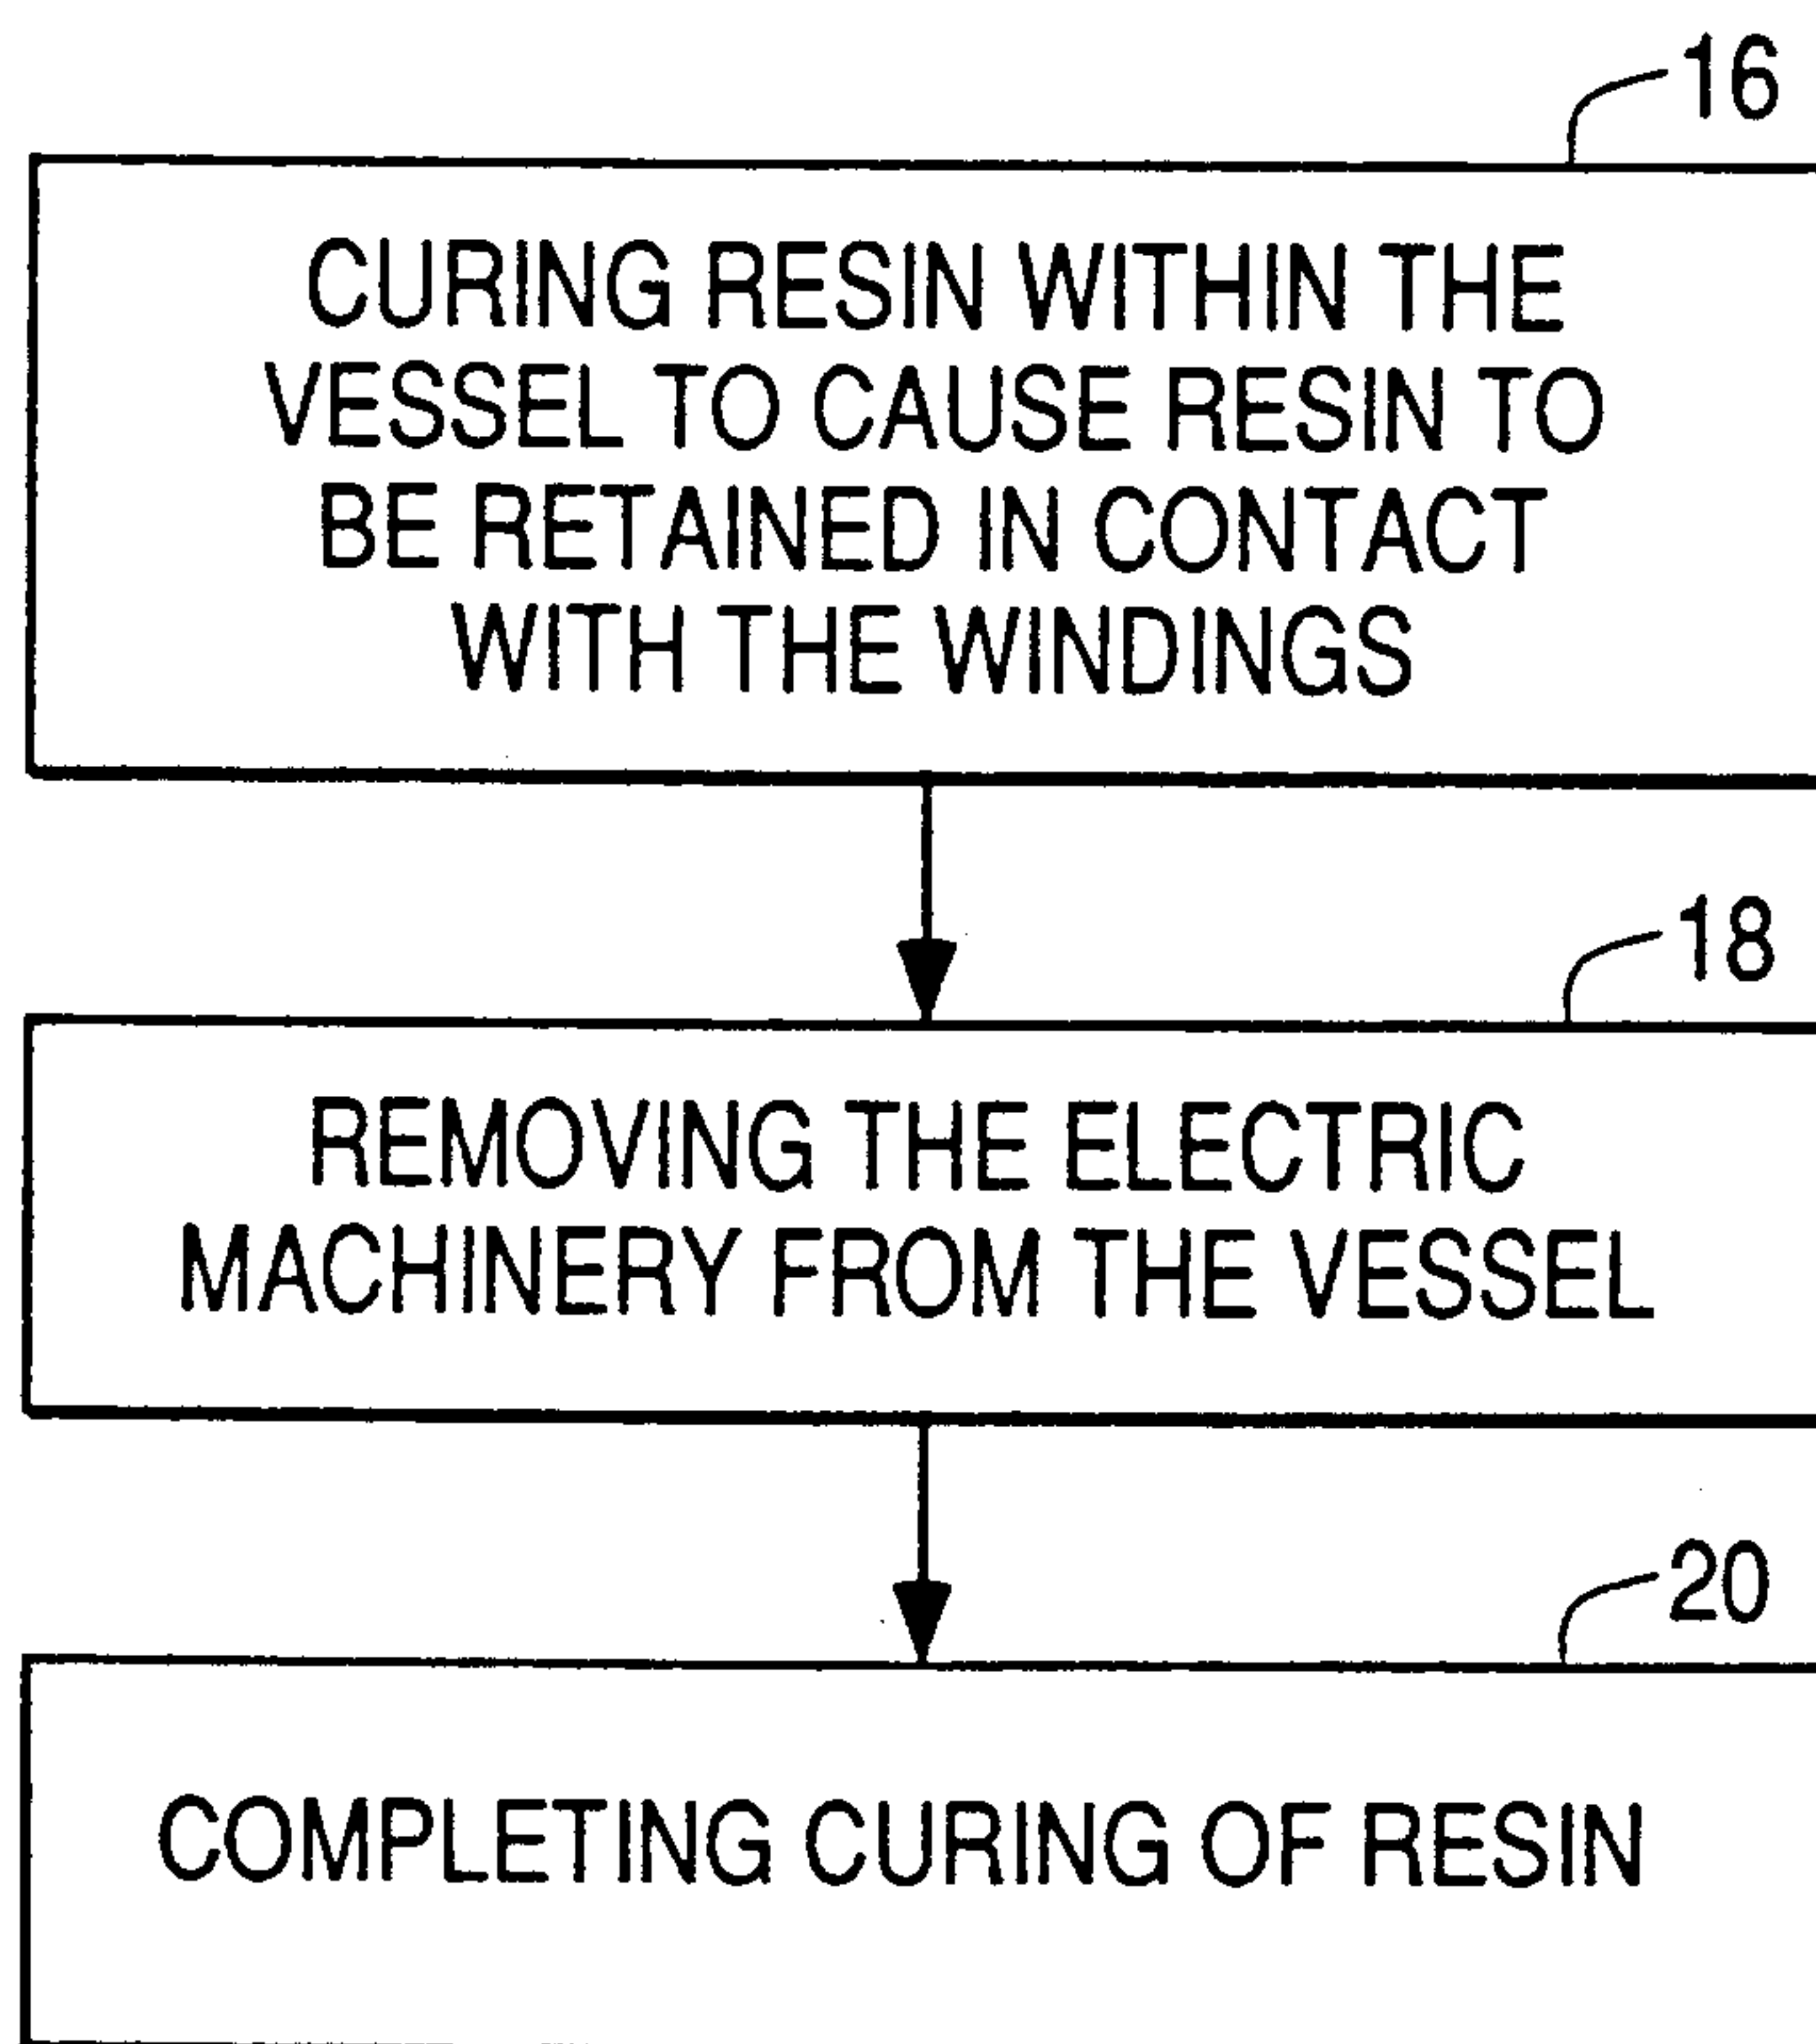 16
CURING RESIN WITHIN THE
VESSEL TO CAUSE RESIN TO
BE RETAINED IN CONTACT
WITH THE WINDINGS
18
REMOVING THE ELECTRIC
MACHINERY FROM THE VESSEL
20
COMPLETING CURING OF RESIN